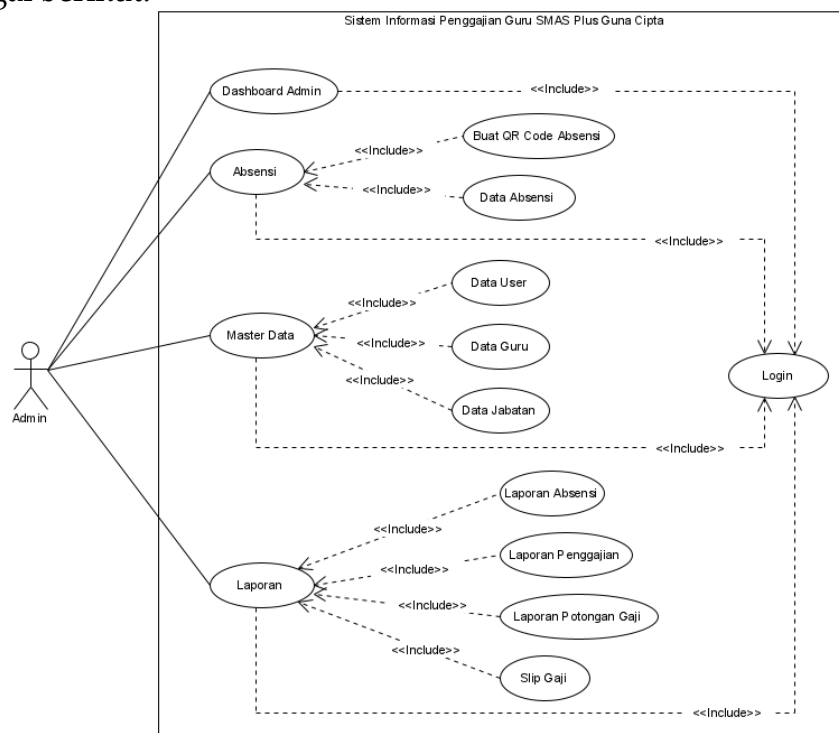 berikut.
Sistem Informasi Penggajian Guru SMAS Plus Guna Cipta
Dashboard Admin
<<Include>>
Buat QR Code Absensi
<<Include>>
Absensi
<<Include>>
Data Absensi
<<Include>>
Data User
<<Include>>
Master Data
<<Include>>
Data Guru
<<Include>>
Data Jabatan
Login
Admin
<<Include>>
Laporan Absensi
<<Include>>
Laporan Penggajian
<<Include>>
Laporan
<<Include>>
Laporan Potongan Gaji
<<Include>>
Slip Gaji
<<Include>>